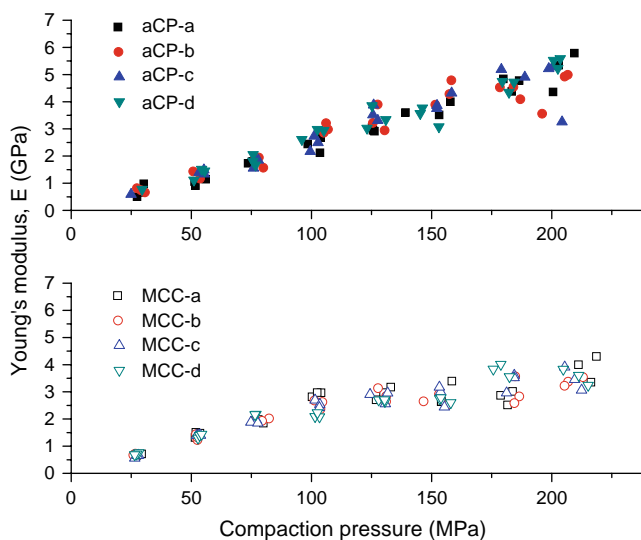 7
6
5
4
3
2
1
0
aCP-a
aCP-b
aCP-c
aCP-d
0 50 100 150 200
Young's modulus, E (GPa)
7
6
5
4
3
2
1
0
MCC-a
MCC-b
MCC-c
MCC-d
0 50 100 150 200
Compaction pressure (MPa)